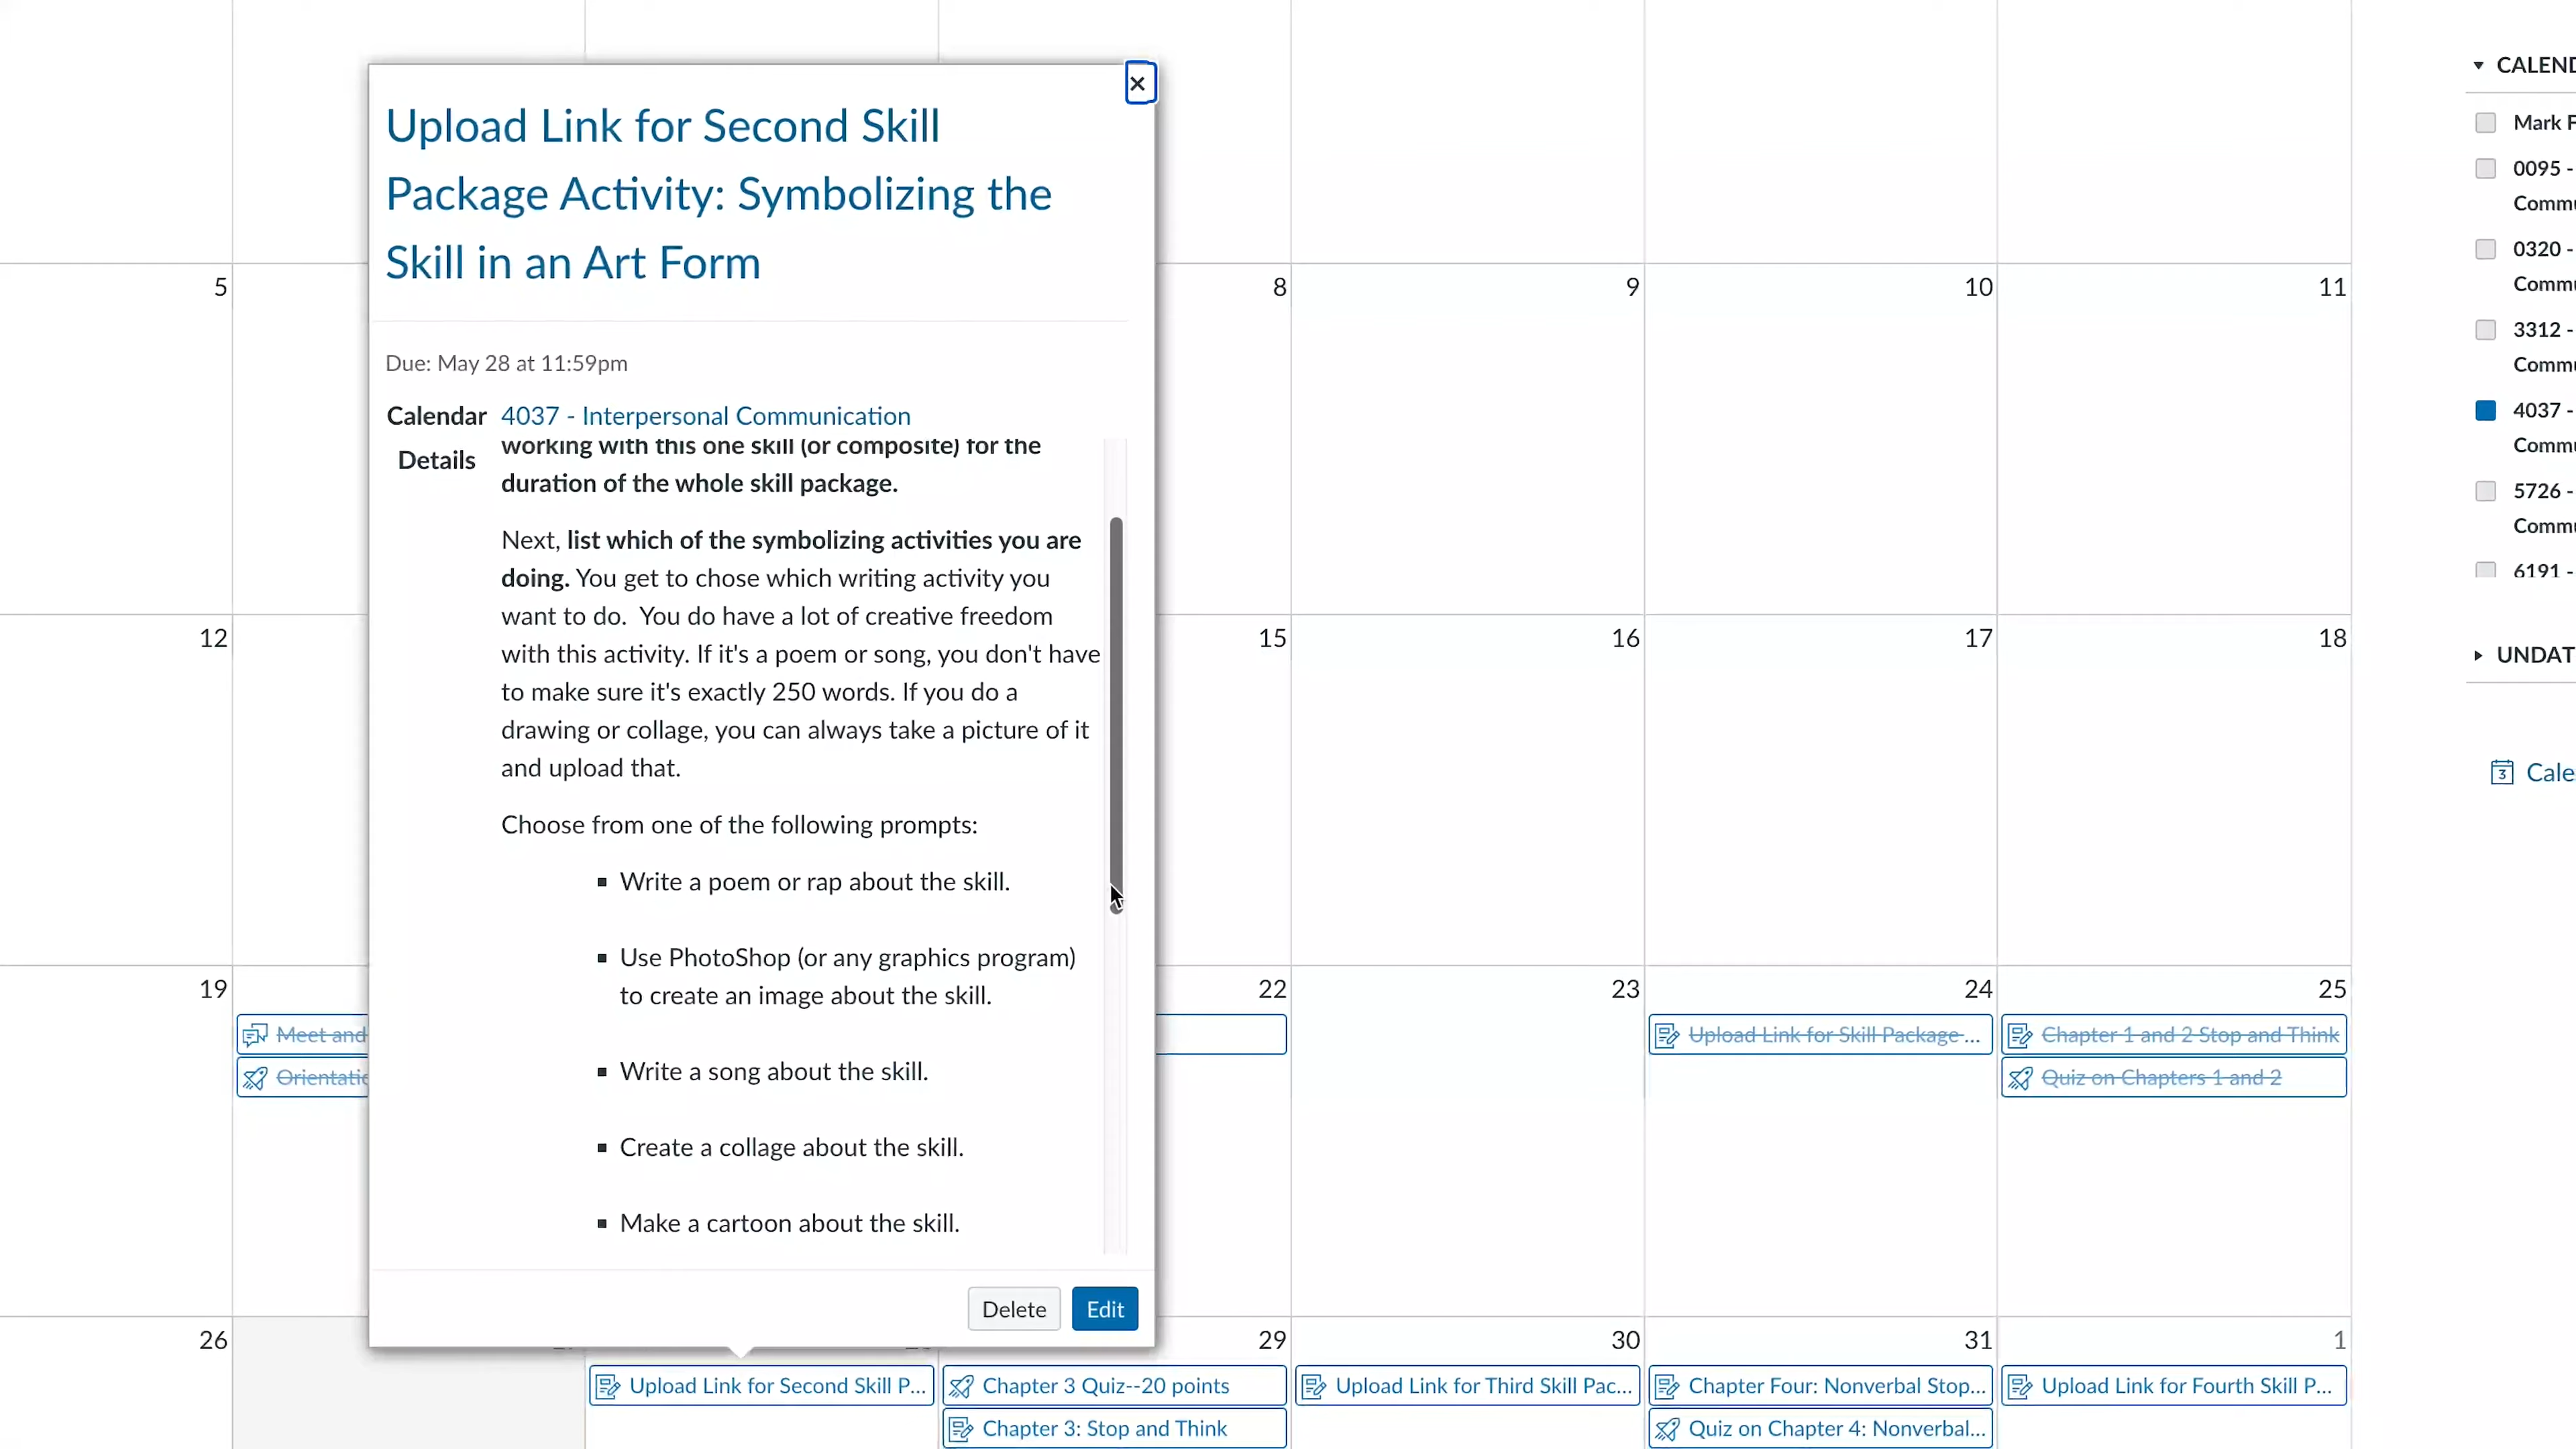 Upload Link for Second Skill
Package Activity: Symbolizing the
Skill in an Art Form
Due: May 28 at 11:59pm
Calendar 4037 - Interpersonal Communication
Details
working with this one skill (or composite) for the
duration of the whole skill package.
Next, list which of the symbolizing activities you are
doing. You get to chose which writing activity you
want to do. You do have a lot of creative freedom
with this activity. If it's a poem or song, you don't have
to make sure it's exactly 250 words. If you do a
drawing or collage, you can always take a picture of it
and upload that.
Choose from one of the following prompts:
▪ Write a poem or rap about the skill.
▪ Use PhotoShop (or any graphics program)
to create an image about the skill.
▪ Write a song about the skill.
▪ Create a collage about the skill.
▪ Make a cartoon about the skill.
Delete Edit
5 8 9 10 11
12 15 16 17 18
19 22 23 24 25
Meet and
Upload Link for Skill Package ... Chapter 1 and 2 Stop and Think
Quiz on Chapters 1 and 2
26 29 30 31 1
Upload Link for Second Skill P... Chapter 3 Quiz--20 points Upload Link for Third Skill Pac... Chapter Four: Nonverbal Stop... Upload Link for Fourth Skill P...
Chapter 3: Stop and Think Quiz on Chapter 4: Nonverbal...
Mark
0095 -
0320 -
3312 -
4037 -
5726 -
6191 -
3